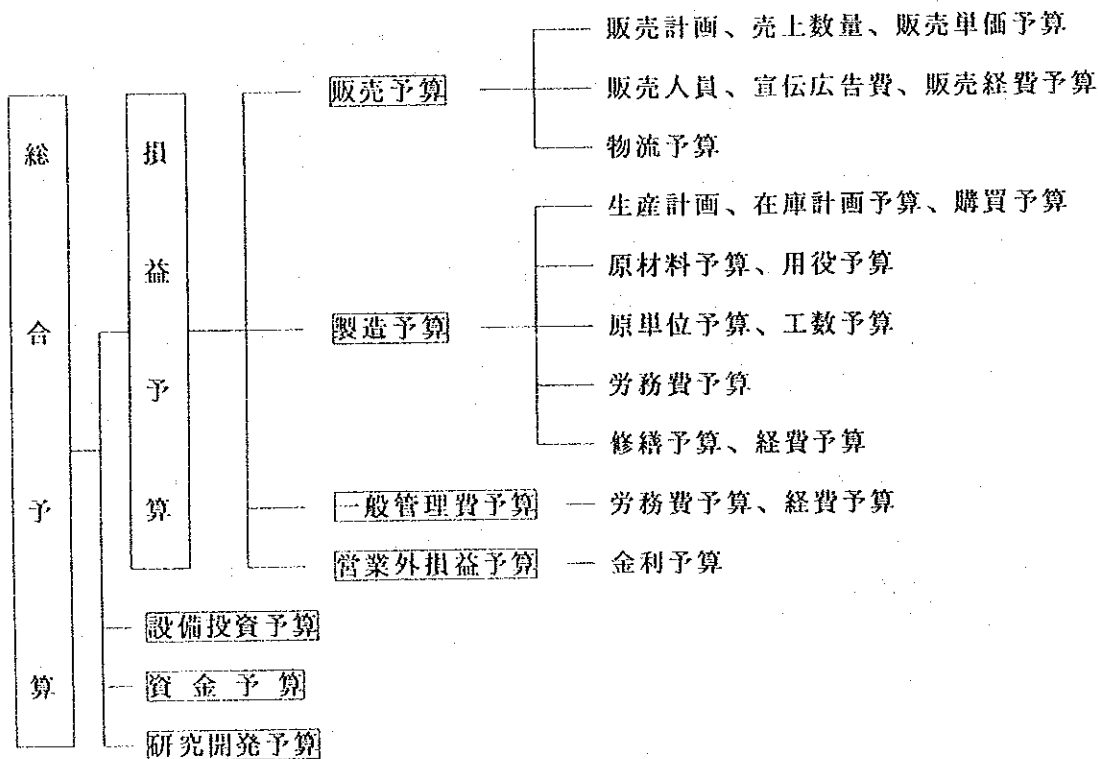 総合予算
損益予算
販売予算
販売計画、売上数量、販売単価予算
販売人員、宣伝広告費、販売経費予算
物流予算
製造予算
生産計画、在庫計画予算、購買予算
原材料予算、用役予算
原単位予算、工数予算
労務費予算
修繕予算、経費予算
一般管理費予算
労務費予算、経費予算
営業外損益予算
金利予算
設備投資予算
資金予算
研究開発予算